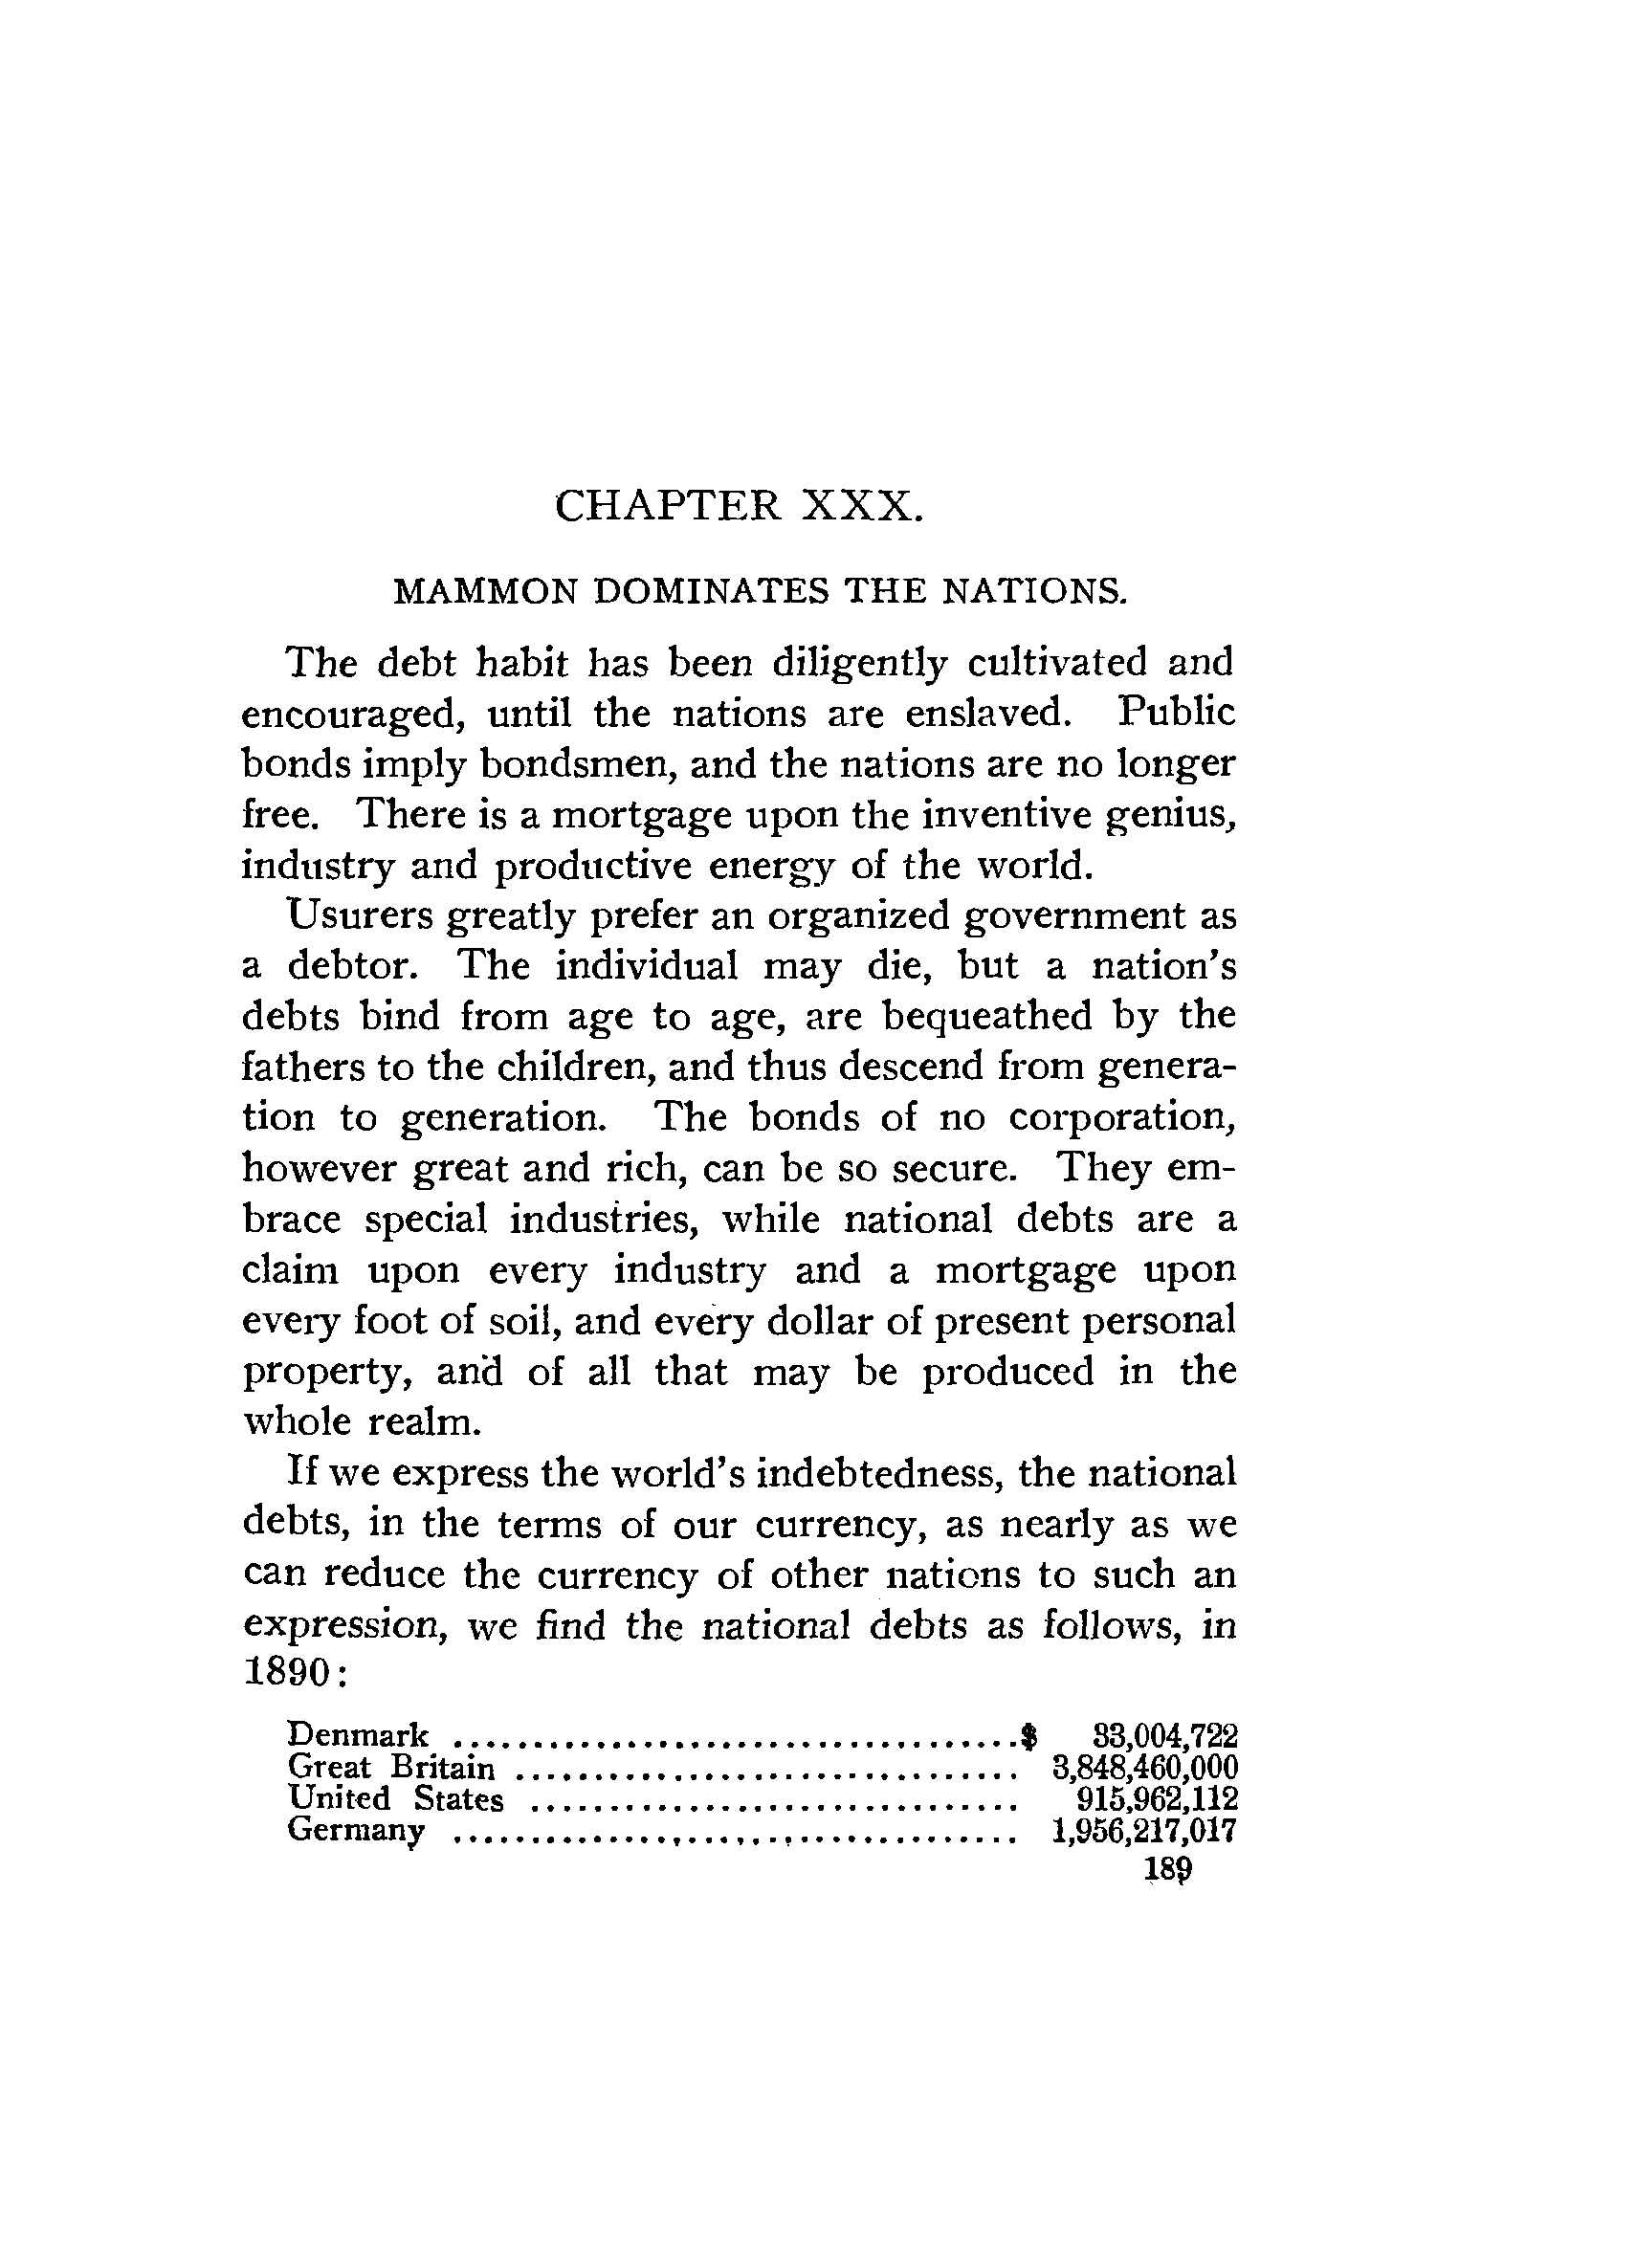 CHAPTER XXX.
MAMMON DOMINATES THE NATIONS.
The debt habit has been diligently cultivated and
encouraged, until the nations are enslaved. Public
bonds imply bondsmen, and the nations are no longer
free. There is a mortgage upon the inventive genius,
industry and productive energy of the world.
Usurers greatly prefer an organized government as
a debtor. The individual may die, but a nation's
debts bind from age to age, are bequeathed by the
fathers to the children, and thus descend from genera-
tion to generation. The bonds of no corporation,
however great and rich, can be so secure. They em-
brace special industries, while national debts are a
claim upon every industry and a mortgage upon
every foot of soil, and every dollar of present personal
property, and of all that may be produced in the
whole realm.
If we express the world's indebtedness, the national
debts, in the terms of our currency, as nearly as we
can reduce the currency of other nations to such an
expression, we find the national debts as follows, in
1890:
Denmark ....................................$ 33,004,722
Great Britain ................................ 3,848,460,000
United States ............................... 915,962,112
Germany .................................... 1,956,217,017
189